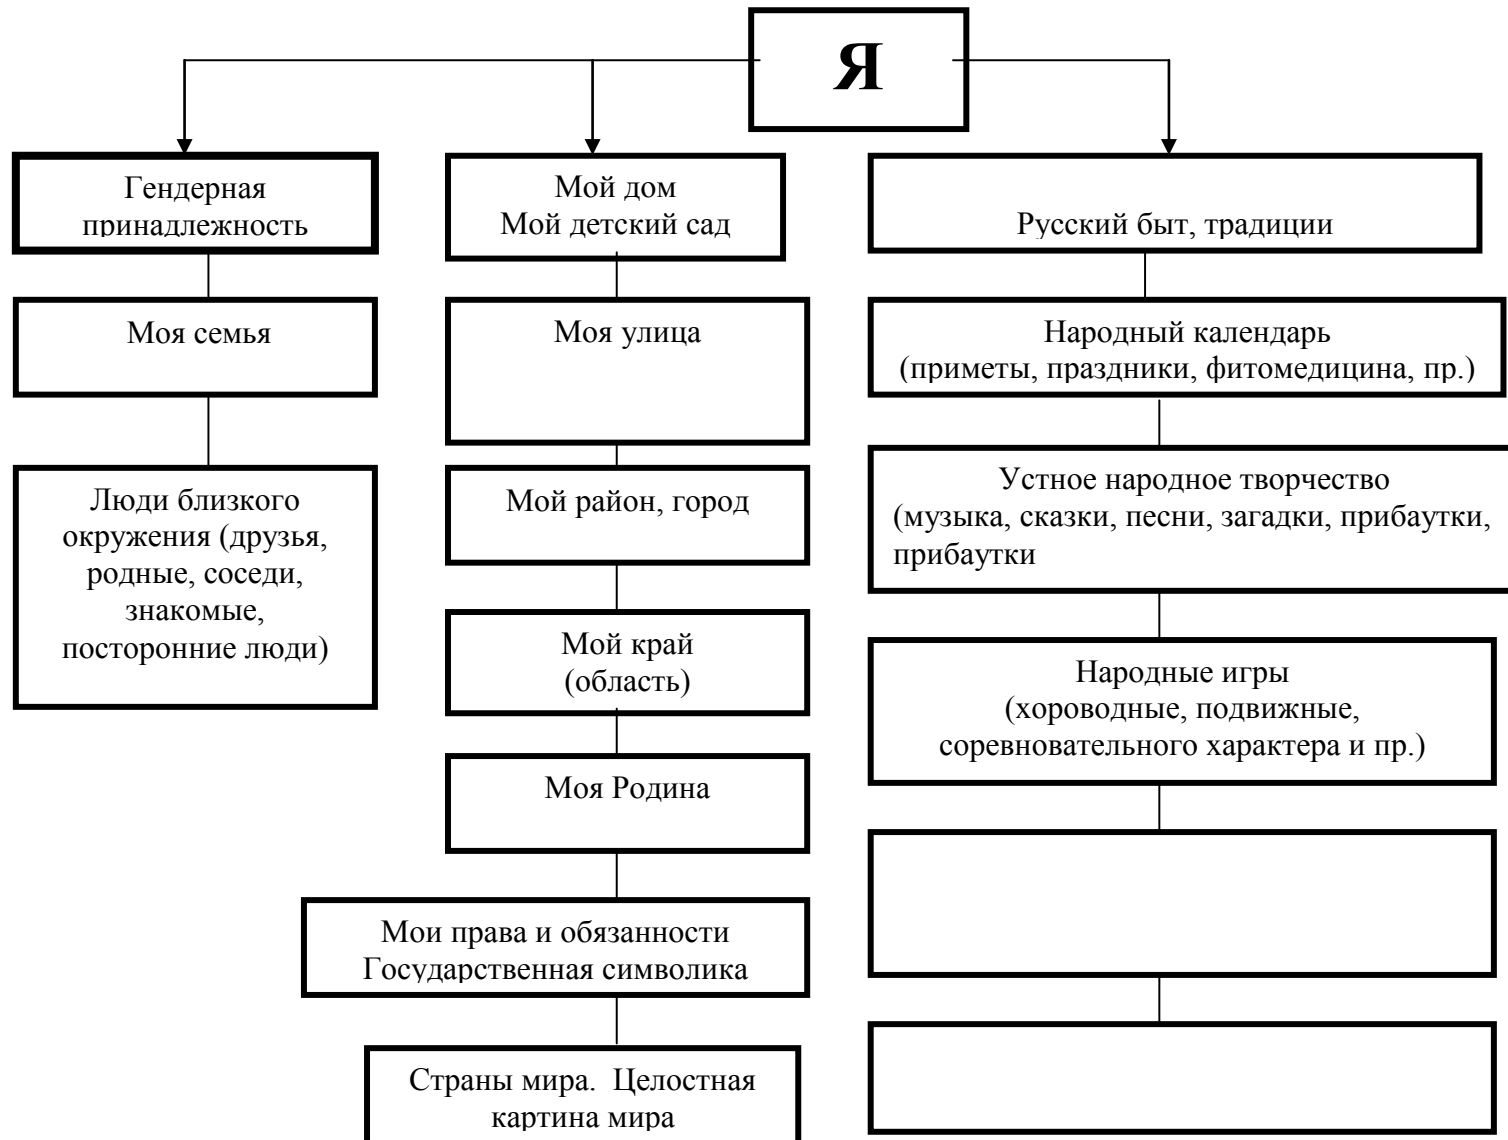 Я
Гендерная
принадлежность
Моя семья
Люди близкого
окружения (друзья,
родные, соседи,
знакомые,
посторонние люди)
Мой дом
Мой детский сад
Моя улица
Мой район, город
Мой край
(область)
Моя Родина
Мои права и обязанности
Государственная символика
Страны мира.  Целостная
картина мира
Русский быт, традиции
Народный календарь
(приметы, праздники, фитомедицина, пр.)
Устное народное творчество
(музыка, сказки, песни, загадки, прибаутки,
прибаутки
Народные игры
(хороводные, подвижные,
соревновательного характера и пр.)